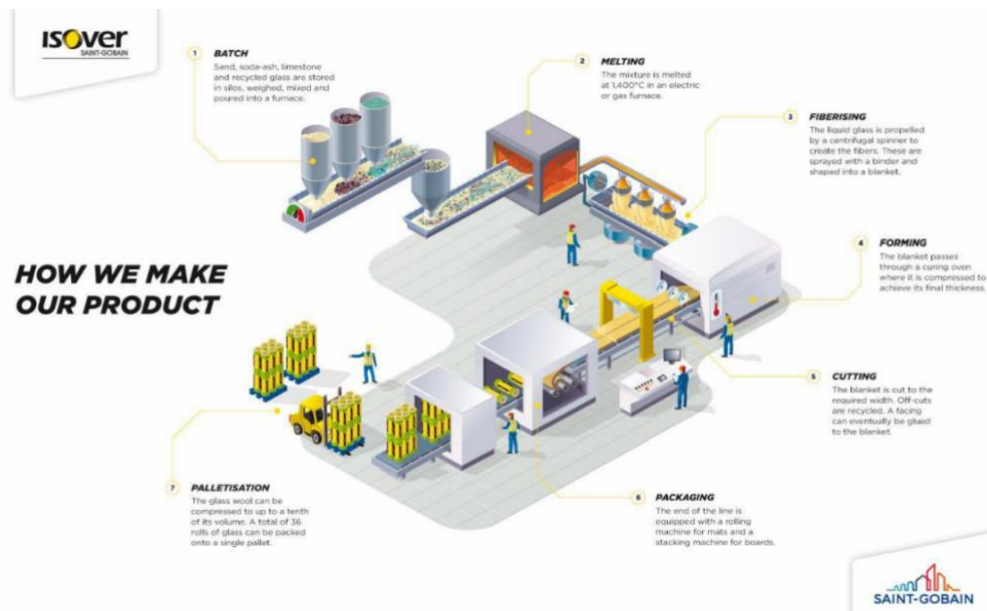 ISOVER
SAINT-GOBAIN
HOW WE MAKE
OUR PRODUCT
1
BATCH
Sand, soda-ash, limestone
and recycled glass are stored
in silos, weighed, mixed and
poured into a furnace.
2
MELTING
The mixture is melted
at 1,400°C in an electric
or gas furnace.
3
FIBERISING
The liquid glass is propelled
by a centrifugal spinner to
create the fibers. These are
sprayed with a binder and
shaped into a blanket.
4
FORMING
The blanket passes
through a curing oven
where it is compressed to
achieve its final thickness.
5
CUTTING
The blanket is cut to the
required width. Off-cuts
are recycled. A facing
can eventually be glued
to the blanket.
6
PACKAGING
The end of the line is
equipped with a rolling
machine for mats and a
stacking machine for boards.
7
PALLETISATION
The glass wool can be
compressed to up to a tenth
of its volume. A total of 36
rolls of glass can be packed
onto a single pallet.
SAINT-GOBAIN